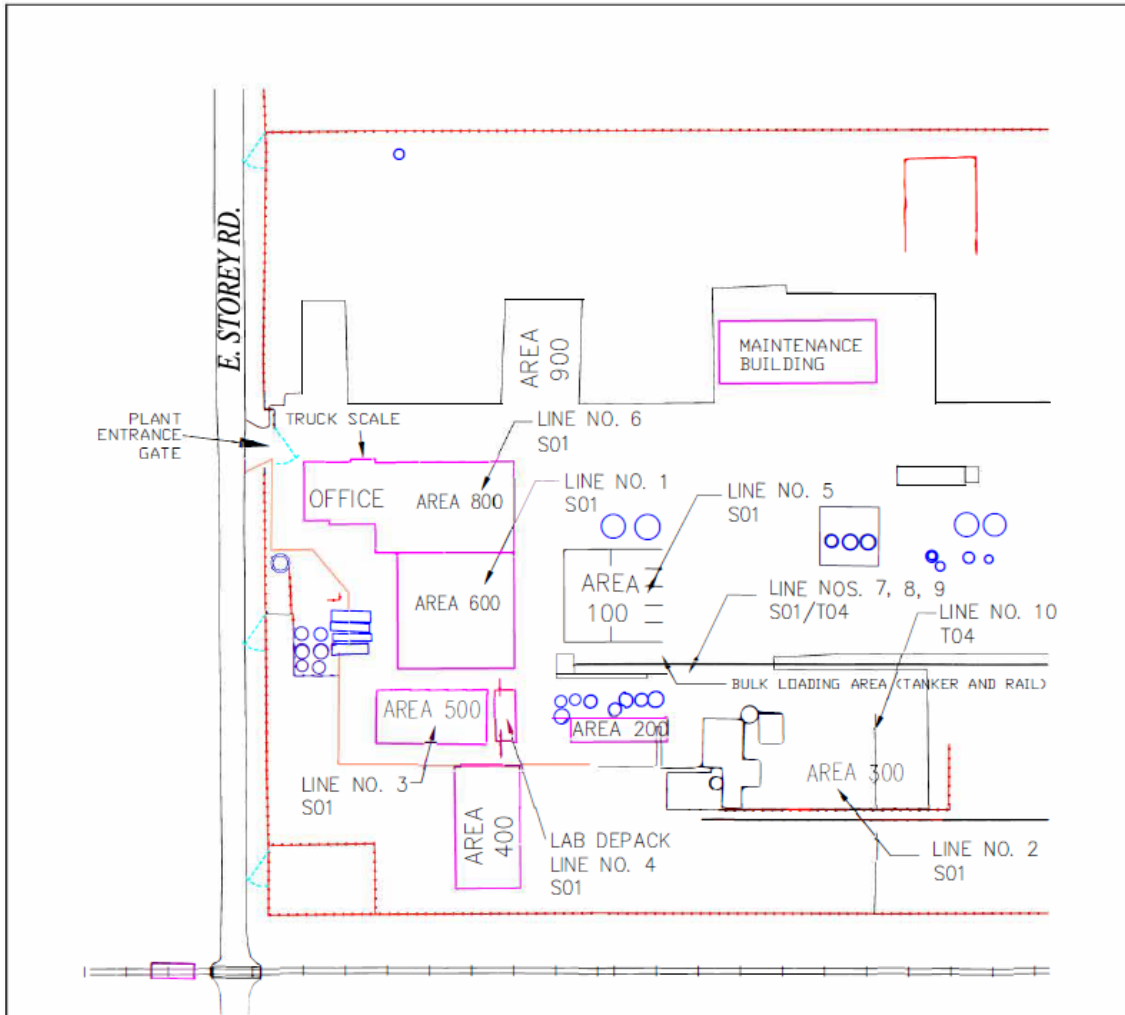 E. STOREY RD.
AREA
900
MAINTENANCE
BUILDING
PLANT
ENTRANCE
GATE
TRUCK SCALE
LINE NO. 6
S01
OFFICE
AREA 800
LINE NO. 1
S01
LINE NO. 5
S01
AREA
100
AREA 600
LINE NOS. 7, 8, 9
S01/T04
LINE NO. 10
T04
BULK LOADING AREA (TANKER AND RAIL)
AREA 500
AREA 200
AREA 300
LINE NO. 3
S01
AREA
400
LAB DEPACK
LINE NO. 4
S01
LINE NO. 2
S01